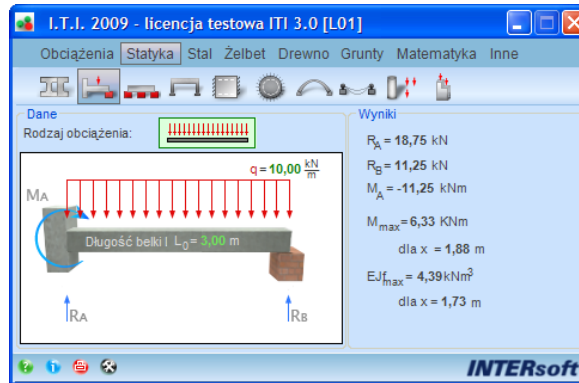 I.T.I. 2009 - licencja testowa ITI 3.0 [L01]
Obciążenia Statyka Stal Żelbet Drewno Grunty Matematyka Inne
Dane
Rodzaj obciążenia:
q = 10,00 kN/m
MA
Długość belki l L0 = 3,00 m
RA
RB
Wyniki
RA = 18,75 kN
RB = 11,25 kN
MA = -11,25 kNm
Mmax = 6,33 KNm
dla x = 1,88 m
EJfmax = 4,39 kNm³
dla x = 1,73 m
INTERsoft